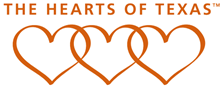 THE HEARTS OF TEXAS™